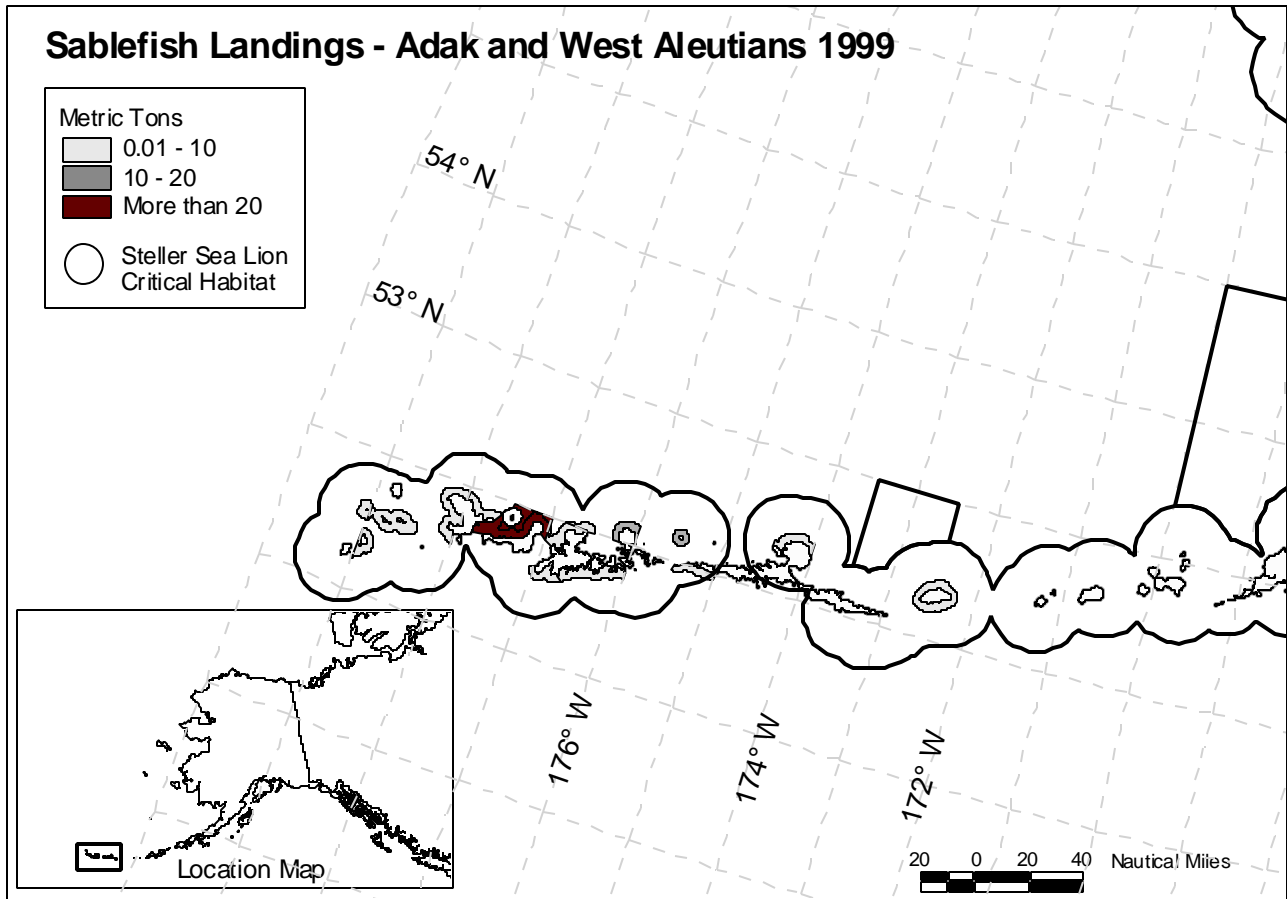 Sablefish Landings - Adak and West Aleutians 1999
Metric Tons
0.01 - 10
10 - 20
More than 20
Steller Sea Lion
Critical Habitat
54° N
53° N
176° W
174° W
172° W
Location Map
20 0 20 40 Nautical Miles